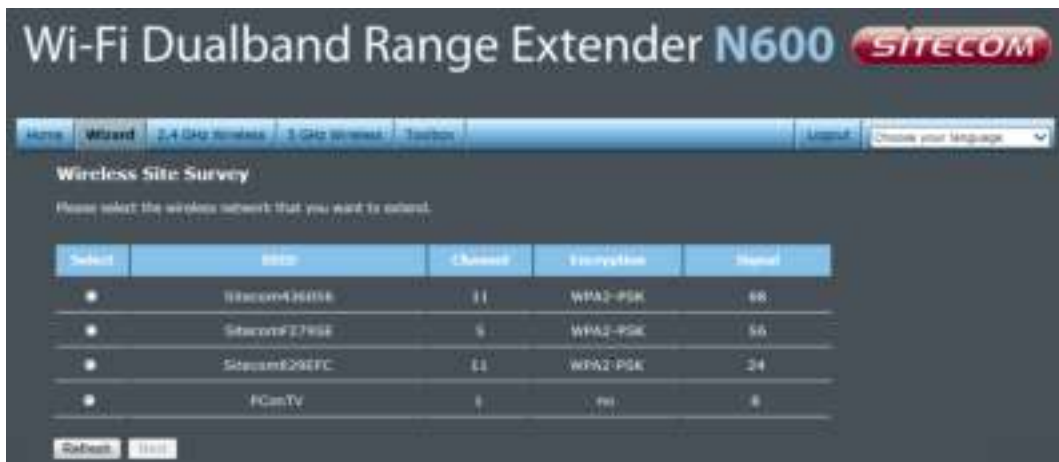 Wi-Fi Dualband Range Extender N600 SITECOM
Home Wizard 2.4 GHz Wireless 5 GHz Wireless Toolbox Logout Choose your language
Wireless Site Survey
Please select the wireless network that you want to extend.
Select SSID Channel Encryption Signal
11 WPA2-PSK
5 WPA2-PSK 56
11 WPA2-PSK 24
PConTV 1 no
Refresh Next